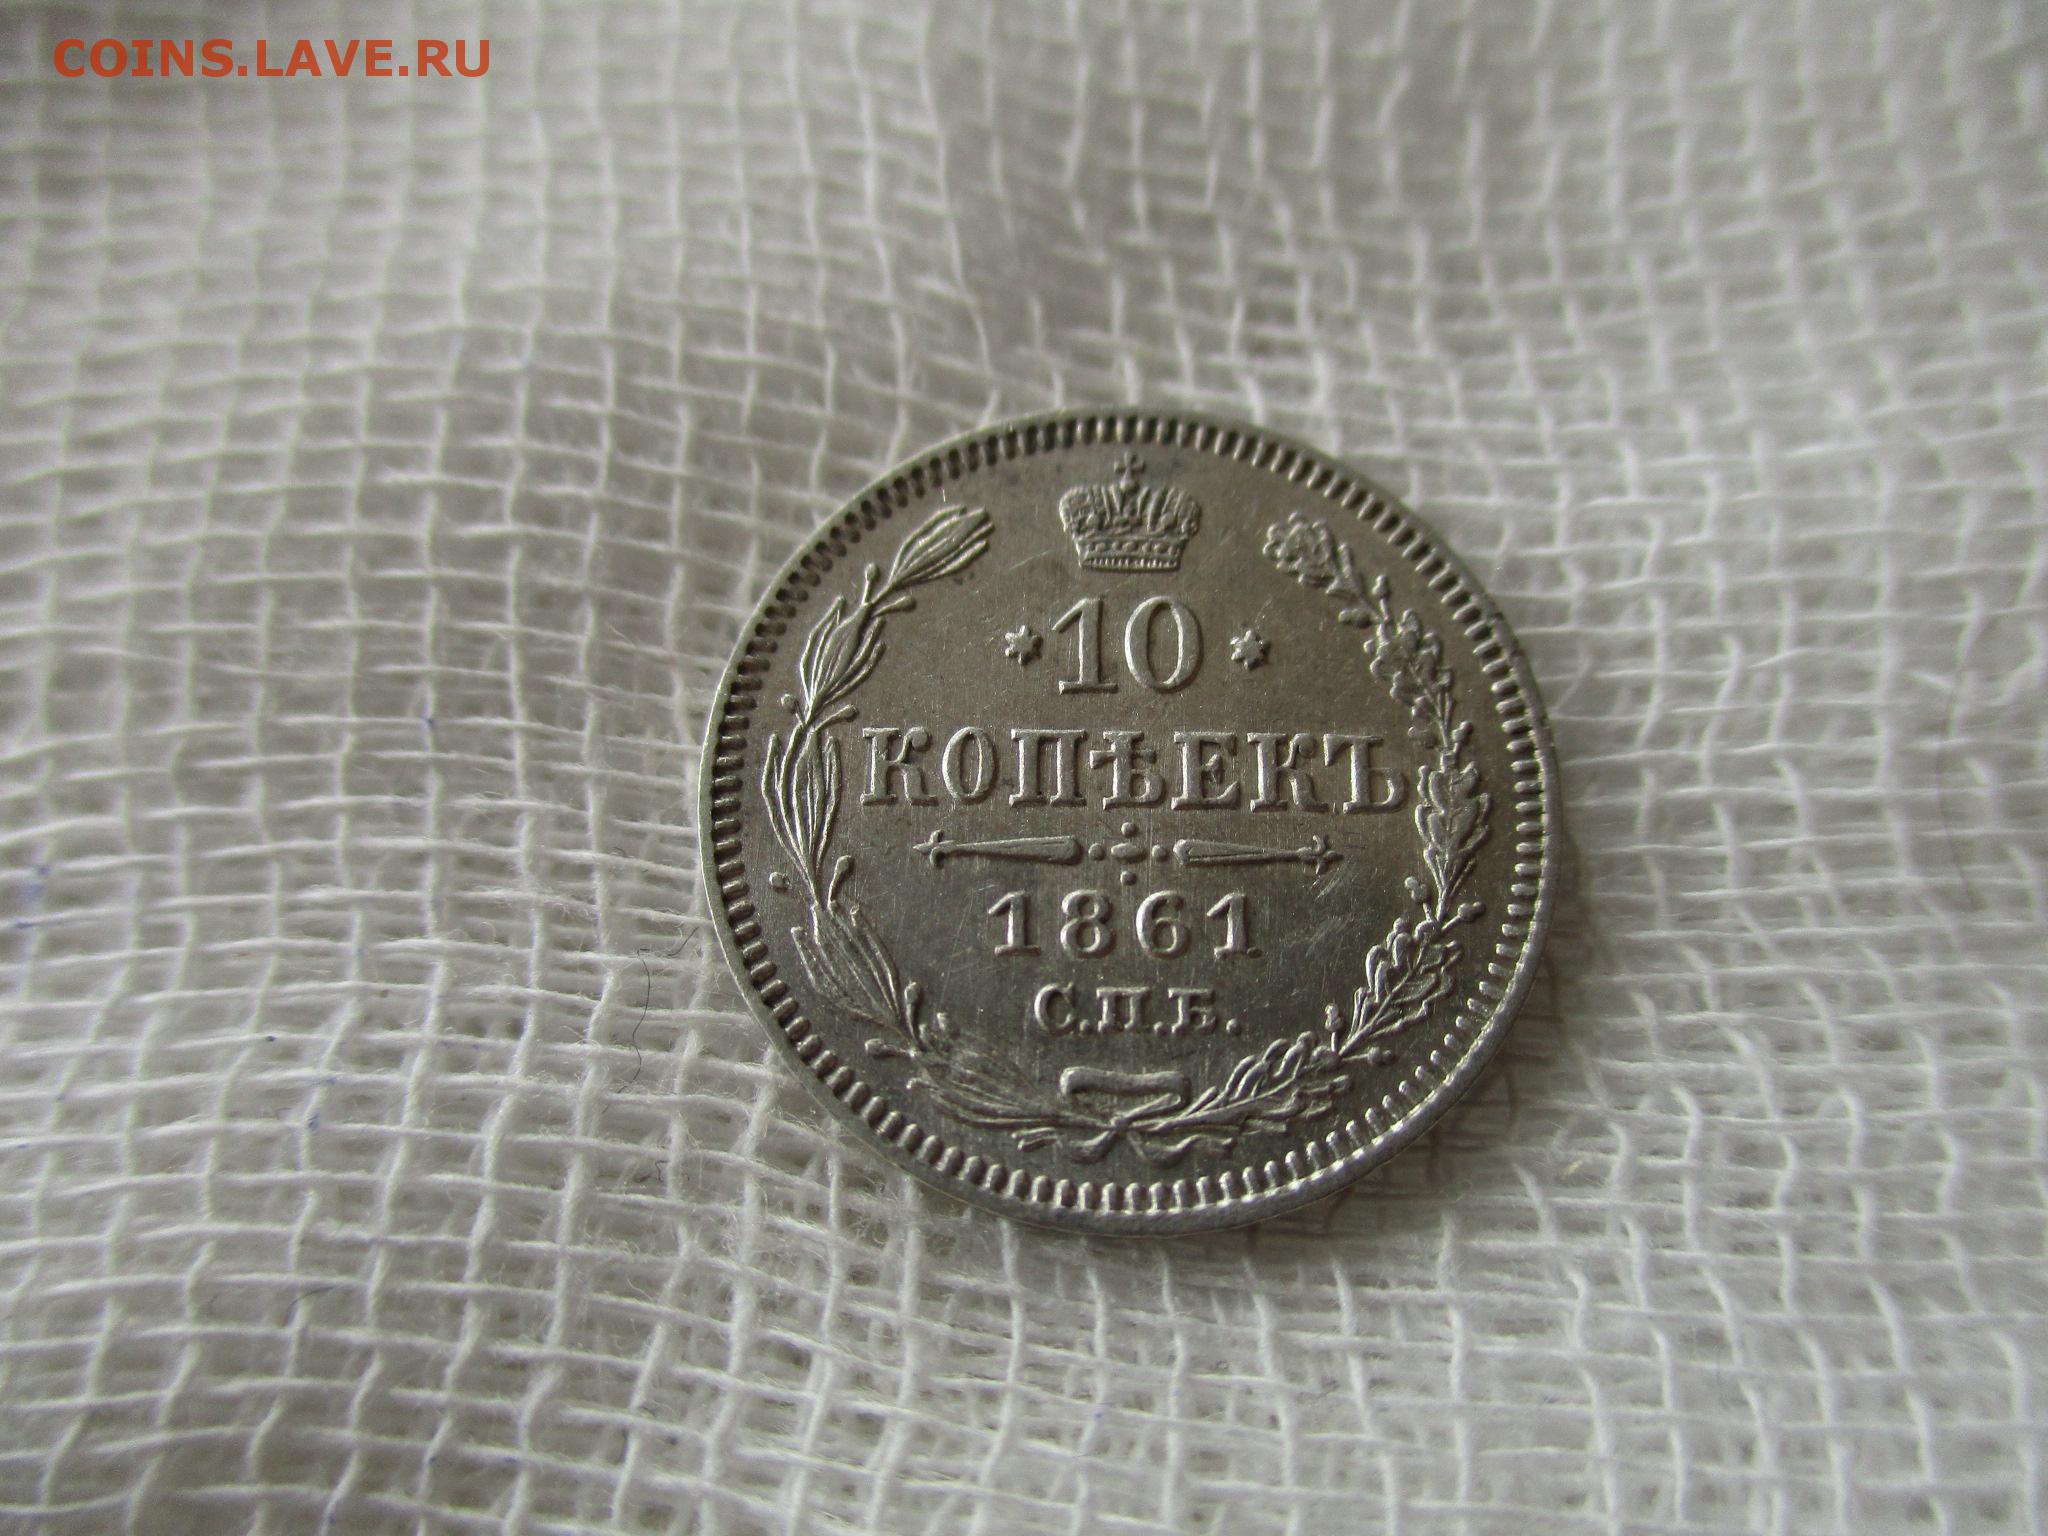 COINS.LAVE.RU
*10*
КОПѢЕКЪ
1861
С.П.Б.